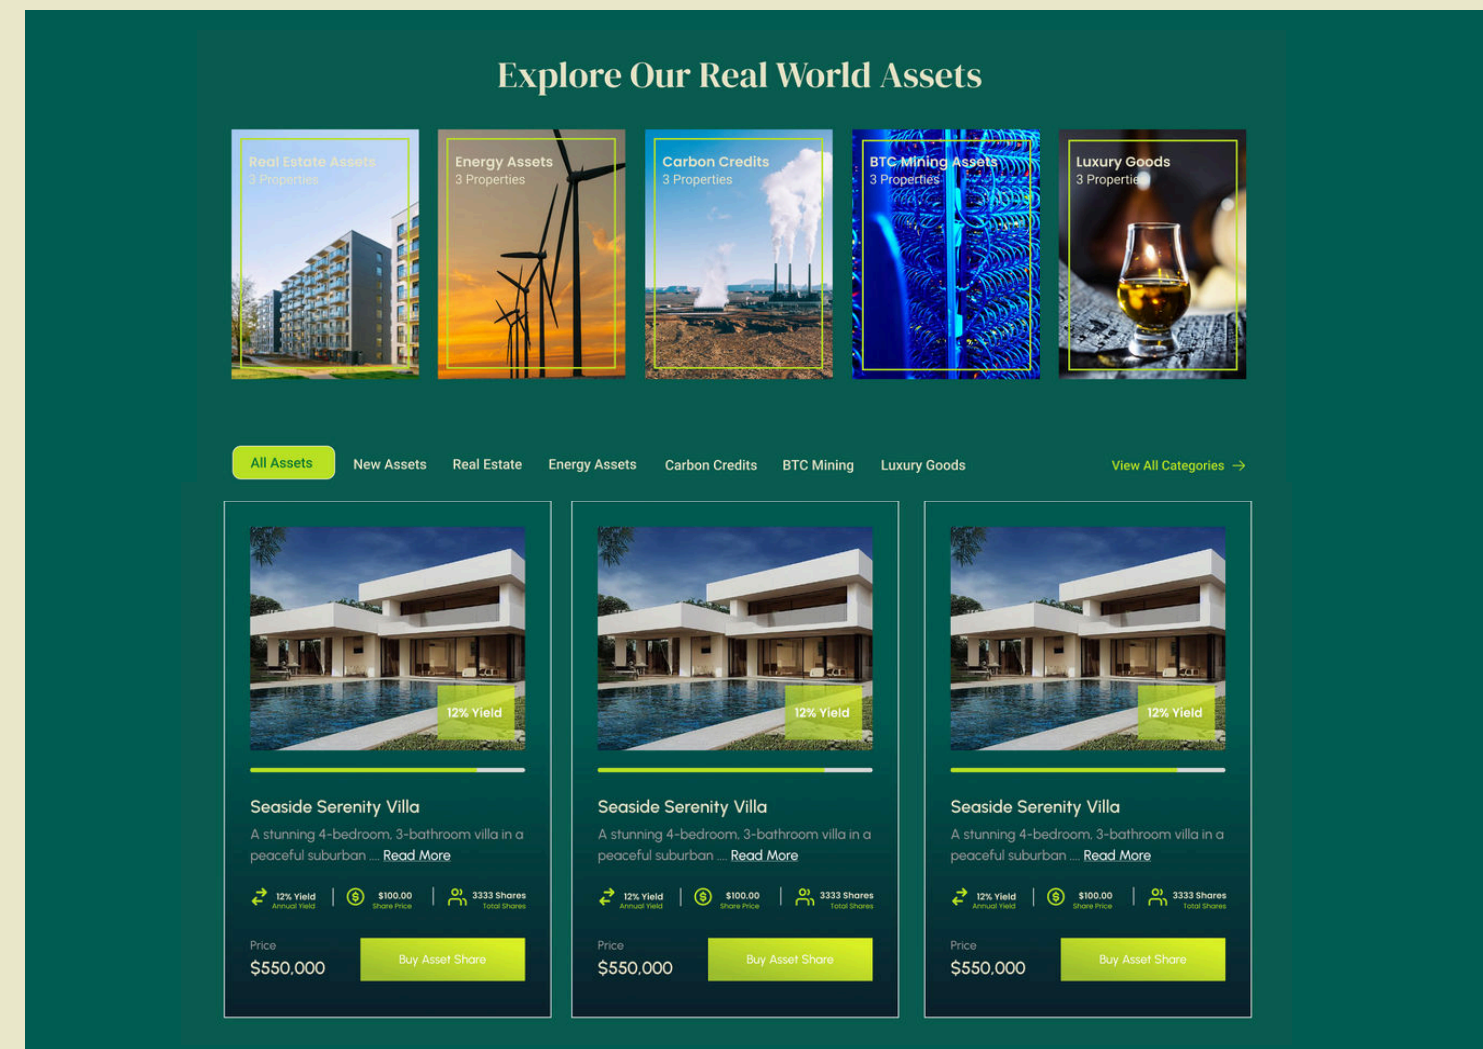 Explore Our Real World Assets
Real Estate Assets
3 Properties
Energy Assets
3 Properties
Carbon Credits
3 Properties
BTC Mining Assets
3 Properties
Luxury Goods
3 Properties
All Assets
New Assets
Real Estate
Energy Assets
Carbon Credits
BTC Mining
Luxury Goods
View All Categories →
12% Yield
Seaside Serenity Villa
A stunning 4-bedroom, 3-bathroom villa in a
peaceful suburban .... Read More
12% Yield
Annual Yield
$100.00
Share Price
3333 Shares
Total Shares
Price
$550,000
Buy Asset Share
12% Yield
Seaside Serenity Villa
A stunning 4-bedroom, 3-bathroom villa in a
peaceful suburban .... Read More
12% Yield
Annual Yield
$100.00
Share Price
3333 Shares
Total Shares
Price
$550,000
Buy Asset Share
12% Yield
Seaside Serenity Villa
A stunning 4-bedroom, 3-bathroom villa in a
peaceful suburban .... Read More
12% Yield
Annual Yield
$100.00
Share Price
3333 Shares
Total Shares
Price
$550,000
Buy Asset Share